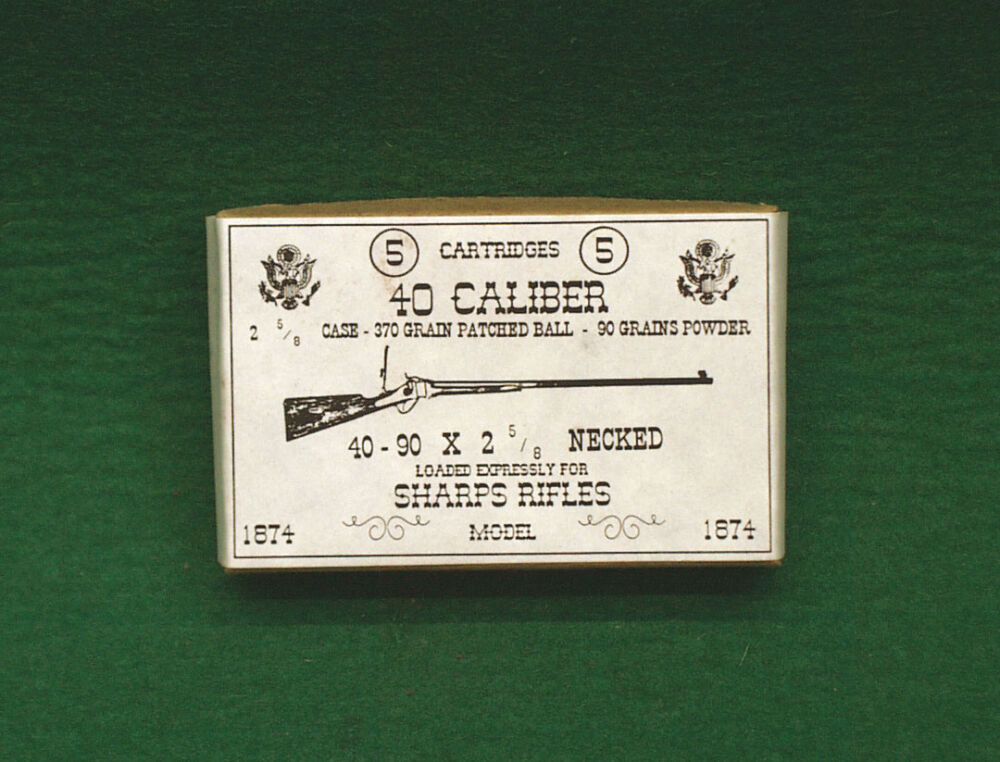 5 CARTRIDGES 5
40 CALIBER
2 5/8 CASE - 370 GRAIN PATCHED BALL - 90 GRAINS POWDER
40 - 90 X 2 5/8 NECKED
LOADED EXPRESSLY FOR
SHARPS RIFLES
1874 MODEL 1874